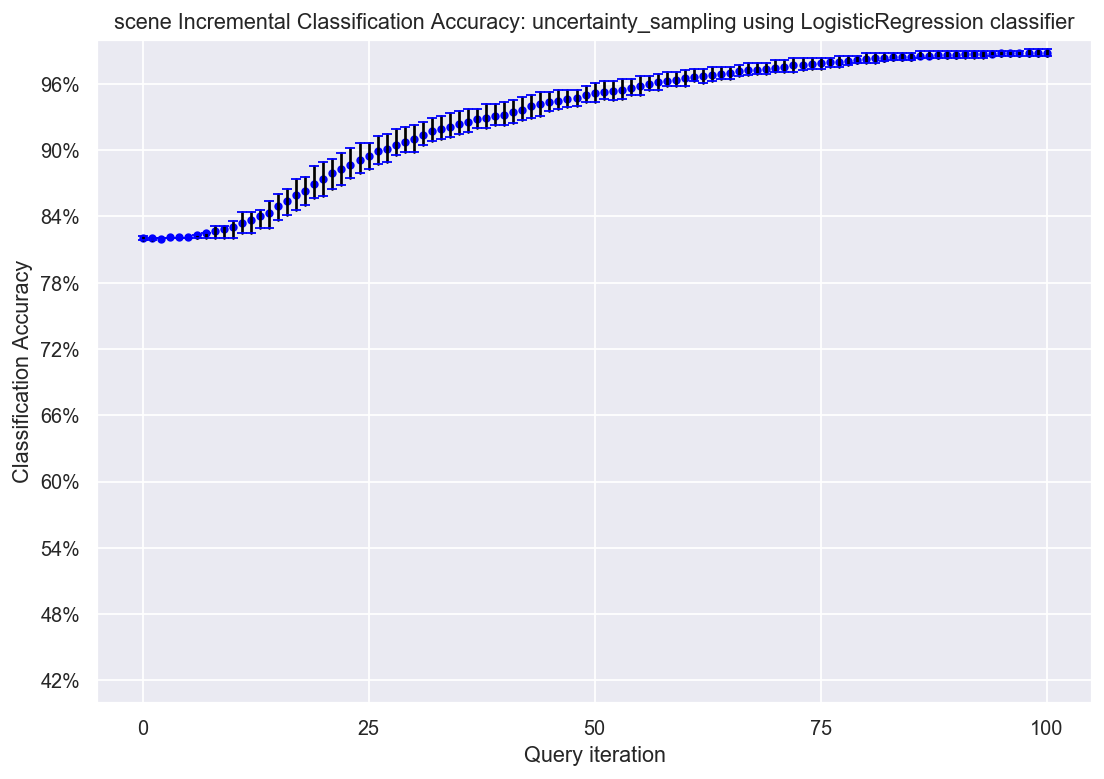 scene Incremental Classification Accuracy: uncertainty_sampling using LogisticRegression classifier
96%
90%
84%
78%
72%
66%
60%
54%
48%
42%
Classification Accuracy
0 25 50 75 100
Query iteration